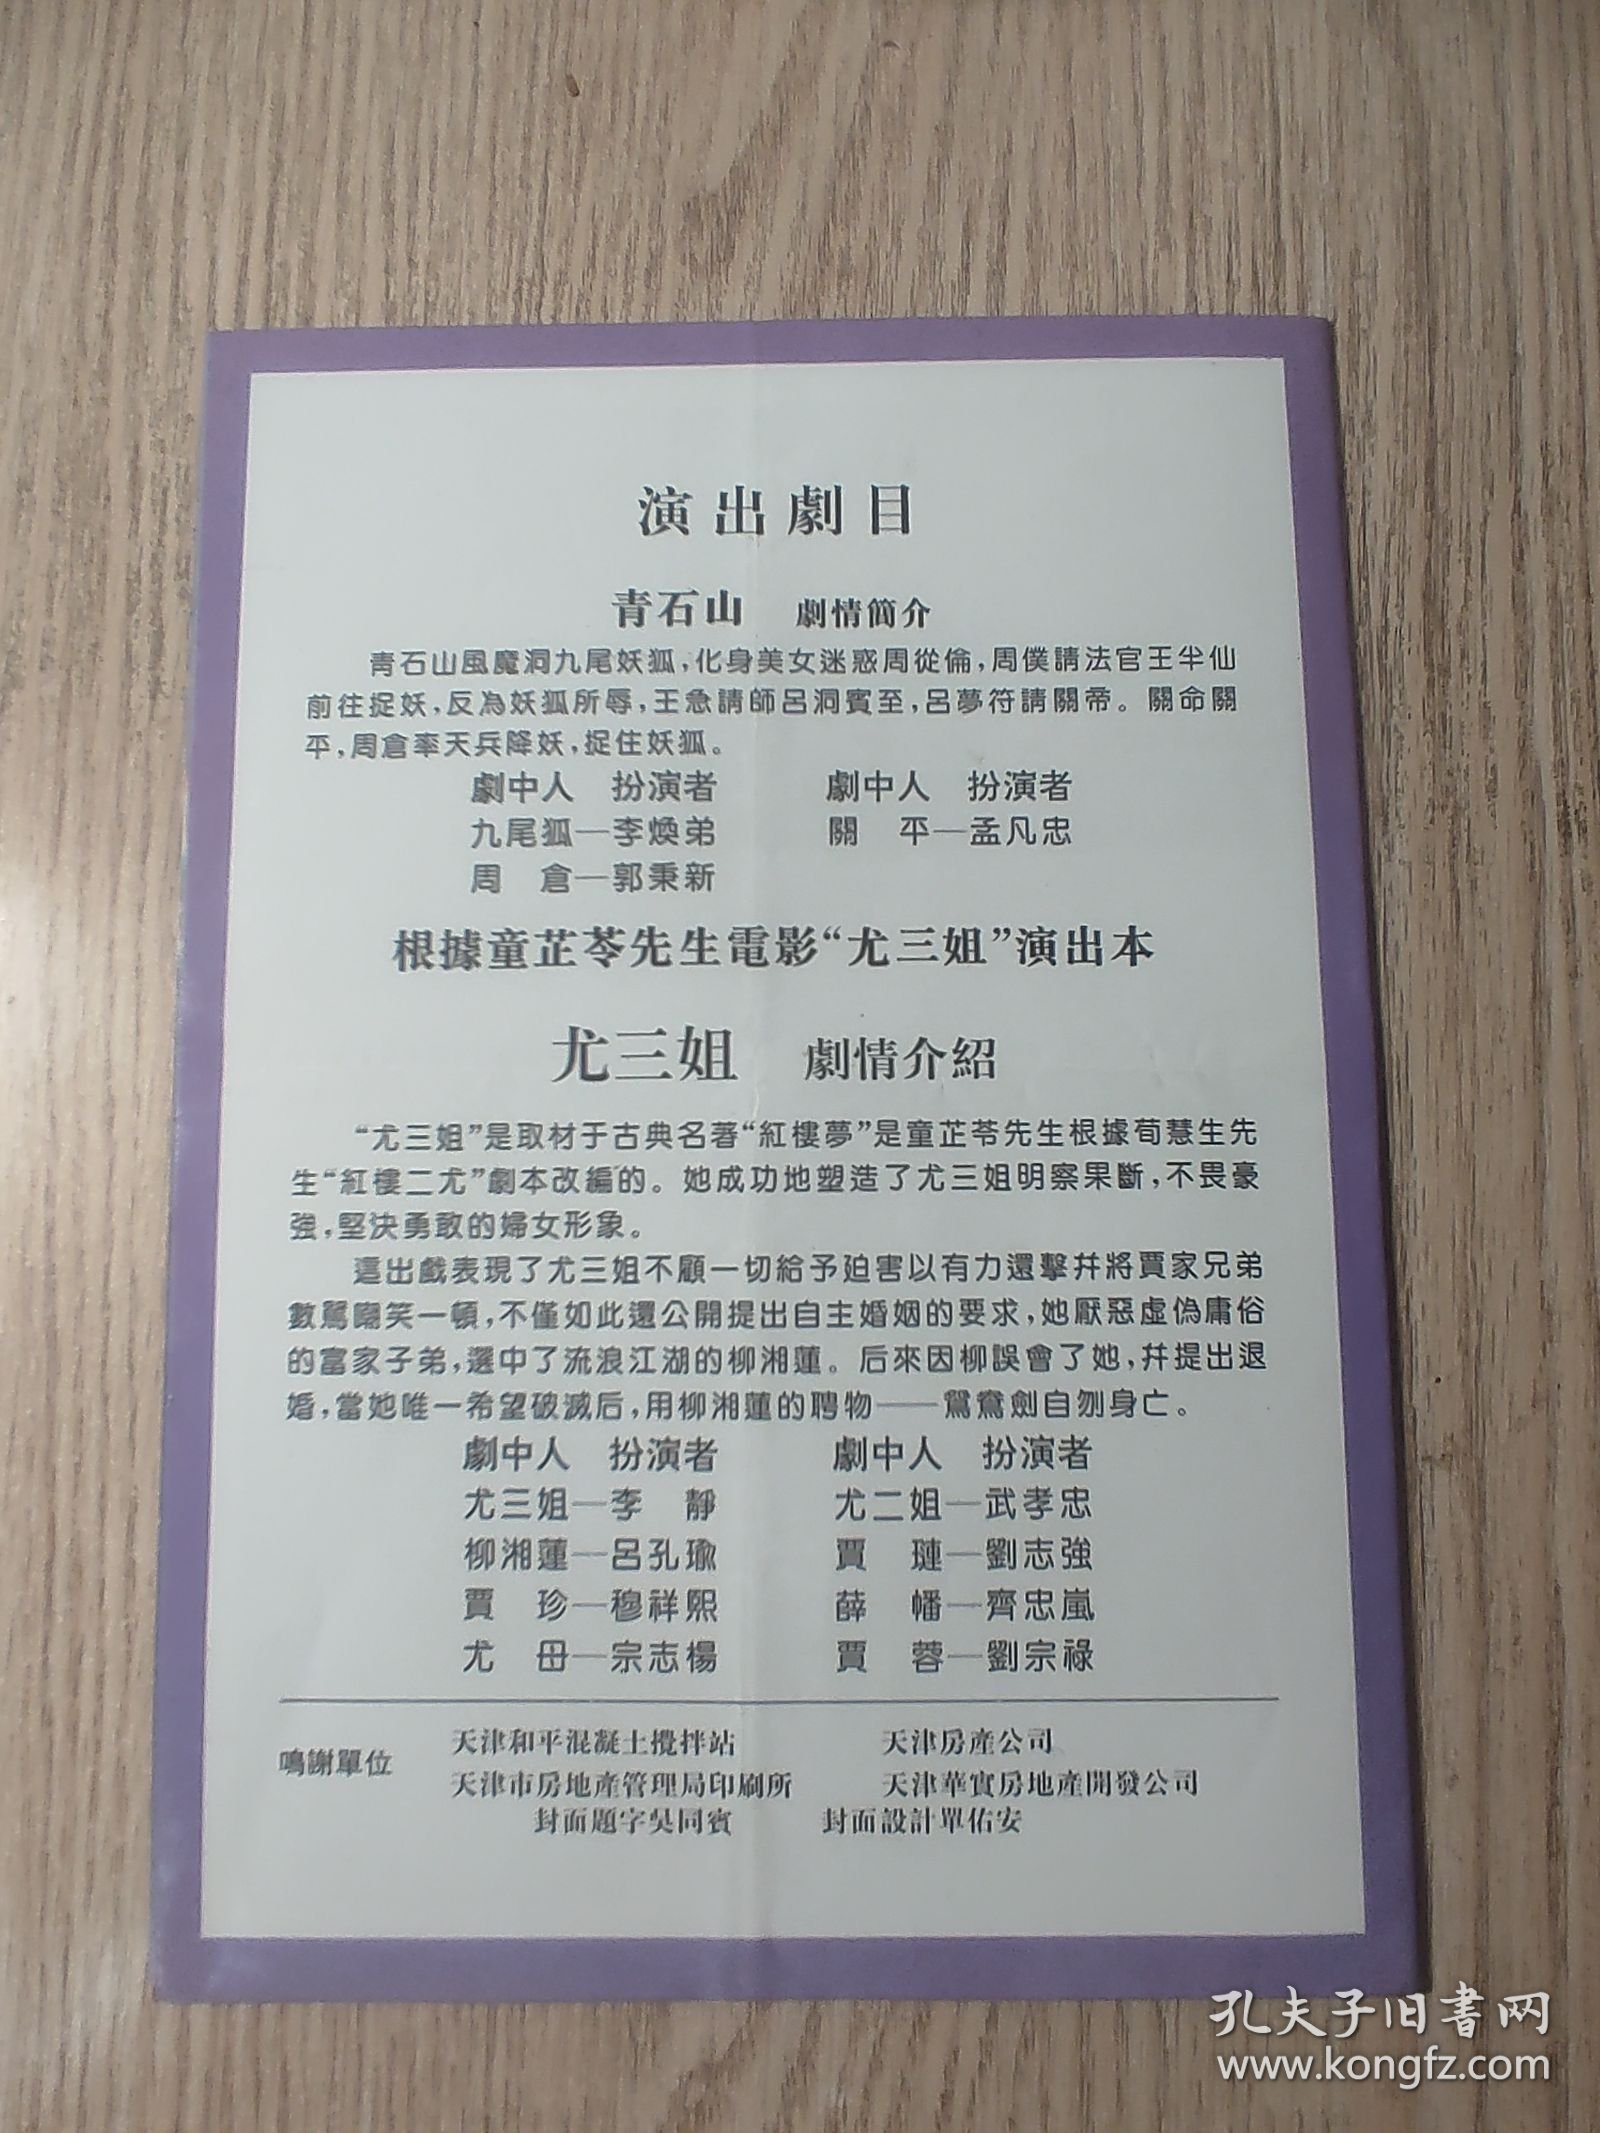 演出劇目
青石山 劇情簡介
青石山風魔洞九尾妖狐，化身美女迷惑周從倫，周僕請法官王半仙
前往捉妖，反為妖狐所辱，王急請師呂洞賓至，呂夢符請關帝。關命關
平，周倉率天兵降妖，捉住妖狐。
劇中人 扮演者 劇中人 扮演者
九尾狐—李煥弟 關 平—孟凡忠
周 倉—郭秉新
根據童芷苓先生電影“尤三姐”演出本
尤三姐 劇情介紹
“尤三姐”是取材于古典名著“紅樓夢”是童芷苓先生根據荀慧生先
生“紅樓二尤”劇本改編的。她成功地塑造了尤三姐明察果斷，不畏豪
強，堅決勇敢的婦女形象。
這出戲表現了尤三姐不顧一切給予迫害以有力還擊幷將賈家兄弟
數罵嘲笑一頓，不僅如此還公開提出自主婚姻的要求，她厭惡虛偽庸俗
的富家子弟，選中了流浪江湖的柳湘蓮。后來因柳誤會了她，幷提出退
婚，當她唯一希望破滅后，用柳湘蓮的聘物——鴛鴦劍自刎身亡。
劇中人 扮演者 劇中人 扮演者
尤三姐—李 靜 尤二姐—武孝忠
柳湘蓮—呂孔瑜 賈 璉—劉志強
賈 珍—穆祥熙 薛 幡—齊忠嵐
尤 母—宗志楊 賈 蓉—劉宗祿
鳴謝單位
天津和平混凝土攪拌站 天津房產公司
天津市房地產管理局印刷所 天津華實房地產開發公司
封面題字吳同賓 封面設計單佑安
孔夫子旧書网
www.kongfz.com